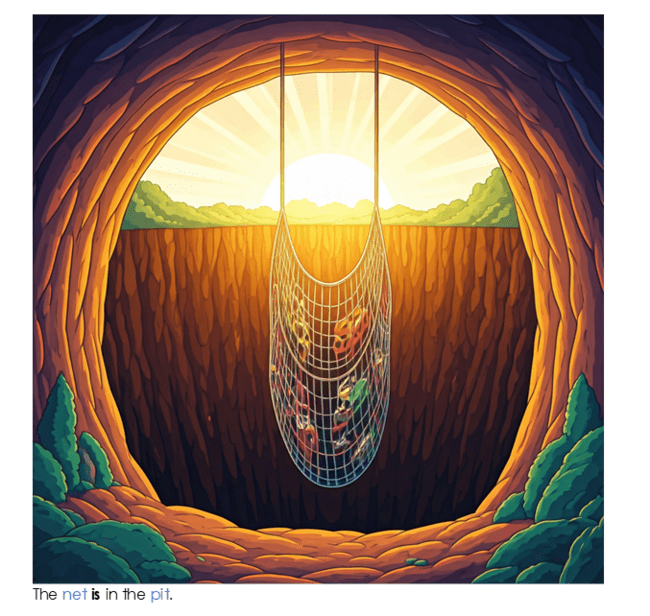 The net is in the pit.